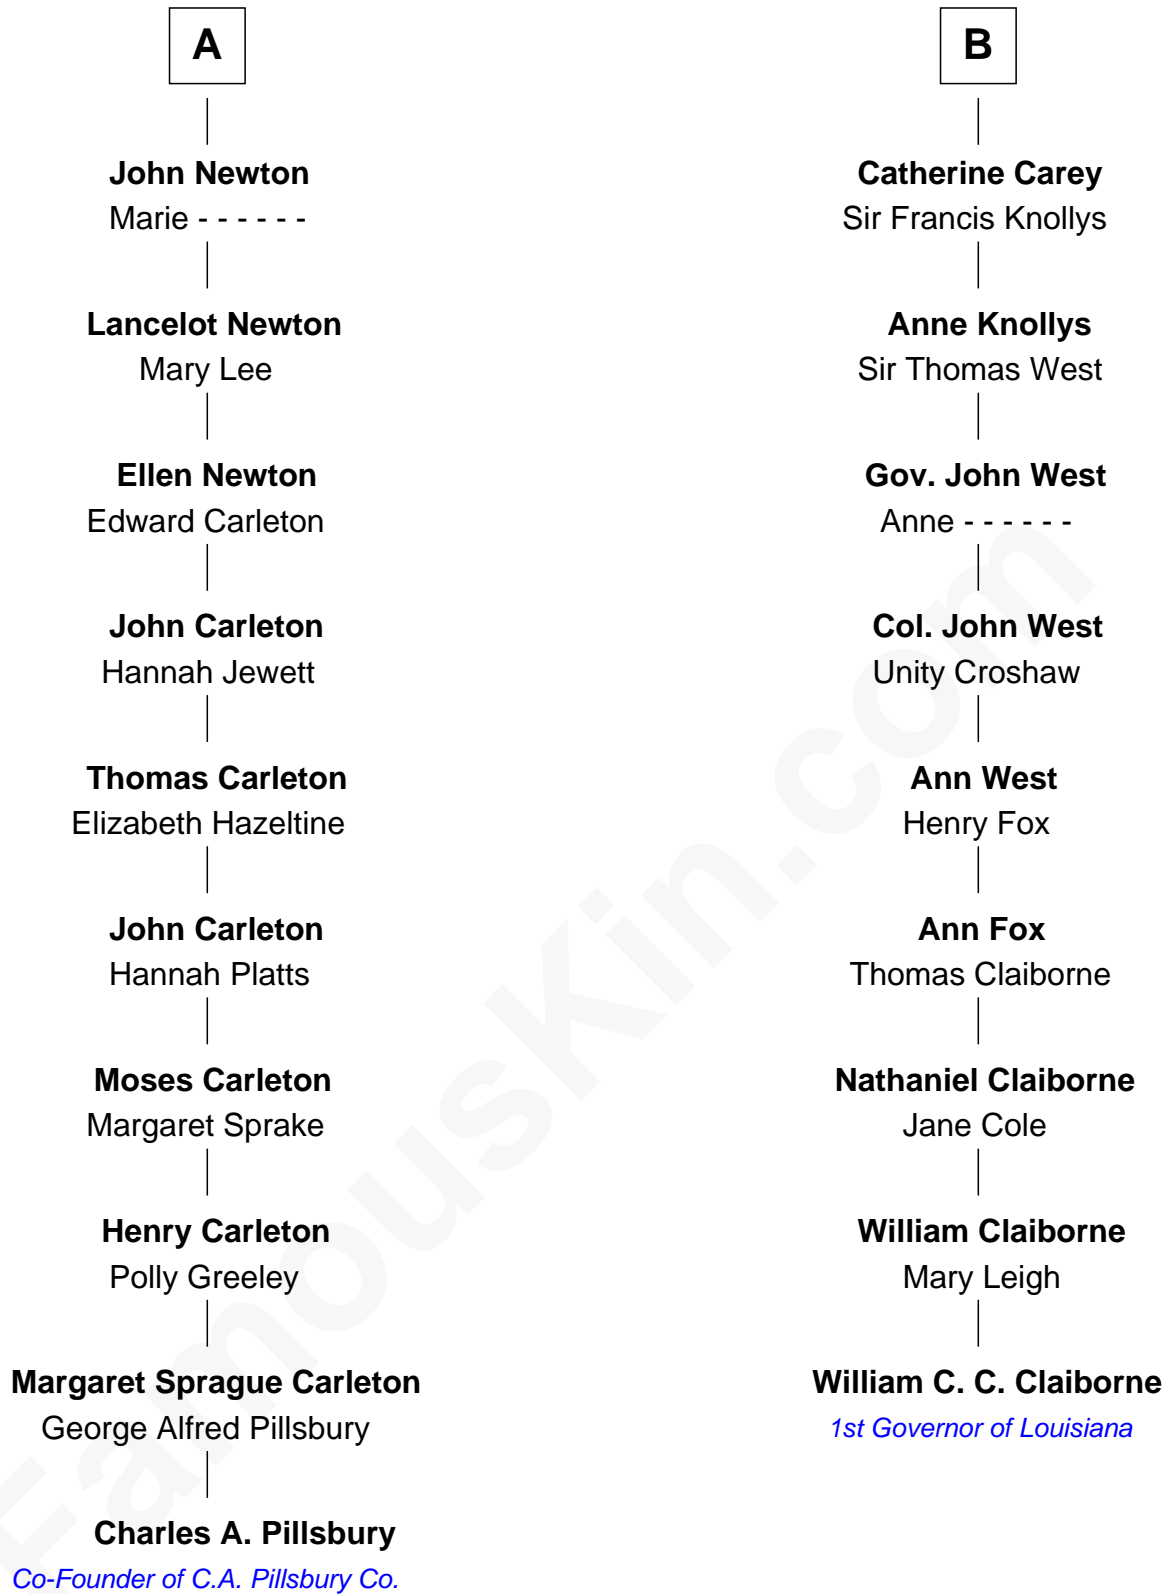 A
John Newton
Marie - - - - - -
Lancelot Newton
Mary Lee
Ellen Newton
Edward Carleton
John Carleton
Hannah Jewett
Thomas Carleton
Elizabeth Hazeltine
John Carleton
Hannah Platts
Moses Carleton
Margaret Sprake
Henry Carleton
Polly Greeley
Margaret Sprague Carleton
George Alfred Pillsbury
Charles A. Pillsbury
Co-Founder of C.A. Pillsbury Co.
B
Catherine Carey
Sir Francis Knollys
Anne Knollys
Sir Thomas West
Gov. John West
Anne - - - - - -
Col. John West
Unity Croshaw
Ann West
Henry Fox
Ann Fox
Thomas Claiborne
Nathaniel Claiborne
Jane Cole
William Claiborne
Mary Leigh
William C. C. Claiborne
1st Governor of Louisiana
FamousKin.com